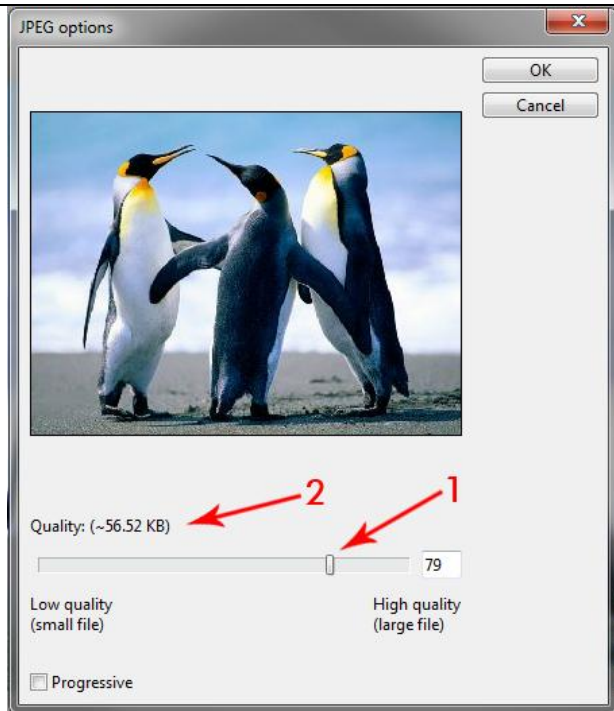 JPEG options
x
OK
Cancel
2
1
Quality: (~56.52 KB)
79
Low quality
(small file)
High quality
(large file)
Progressive